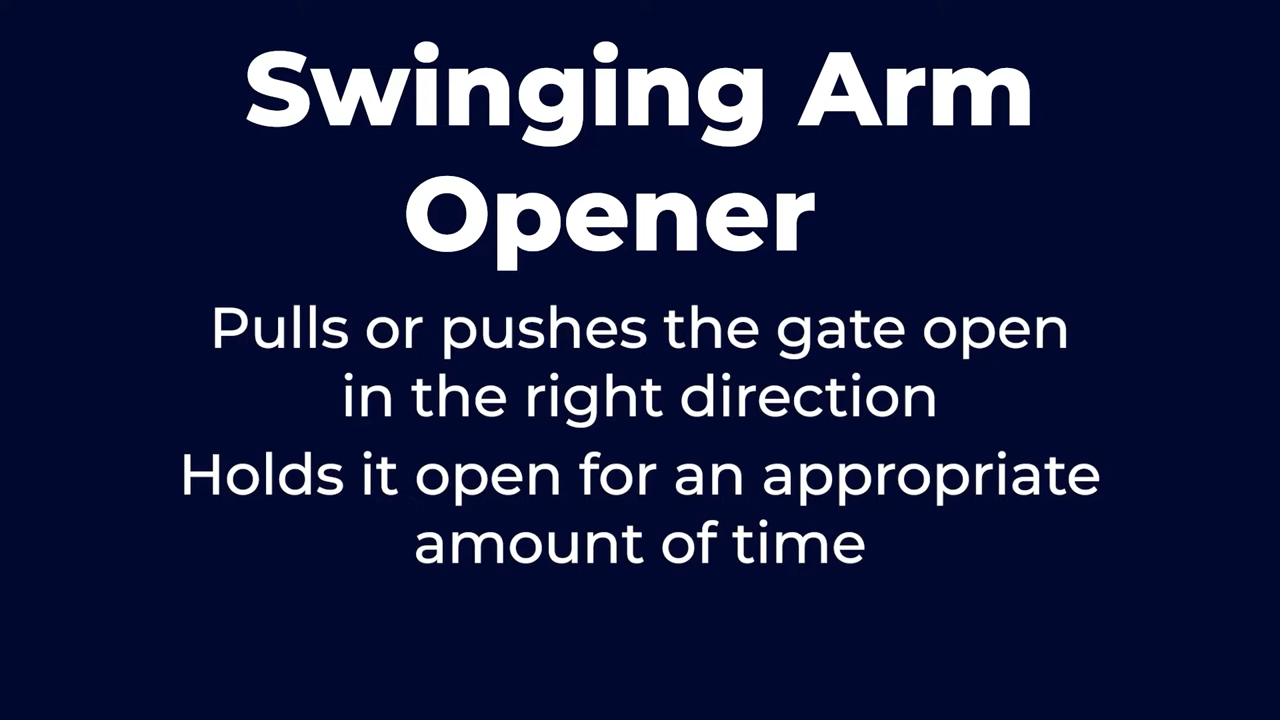 Swinging Arm
Opener
Pulls or pushes the gate open
in the right direction
Holds it open for an appropriate
amount of time